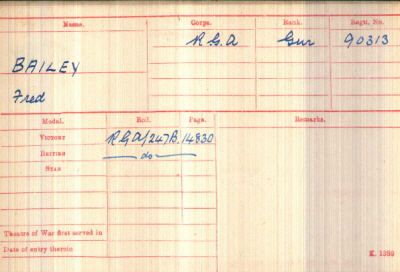 Name. Corps. Rank. Regtl. No.
R.G.A Gnr 90313
BAILEY
Fred
Medal. Roll. Page. Remarks.
VICTORY R.G.A/247B. 14830
BRITISH do
STAR
Theatre of War first served in
Date of entry therein
K. 1380